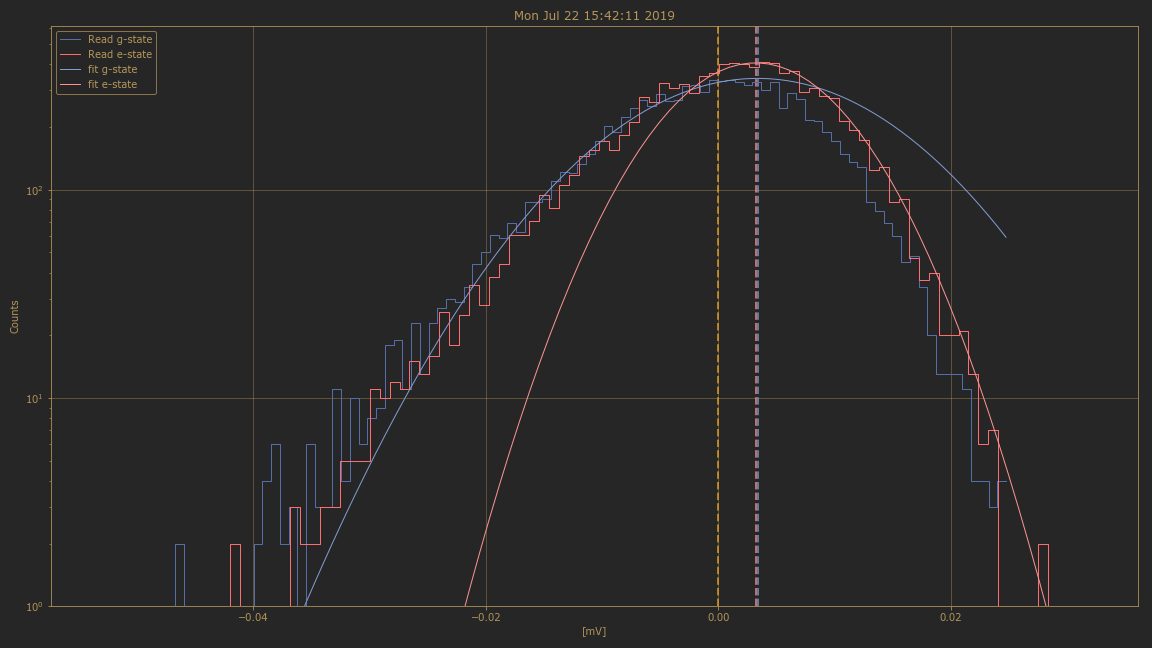 Mon Jul 22 15:42:11 2019
Read g-state
Read e-state
fit g-state
fit e-state
Counts
10²
10¹
10⁰
−0.04
−0.02
0.00
0.02
[mV]